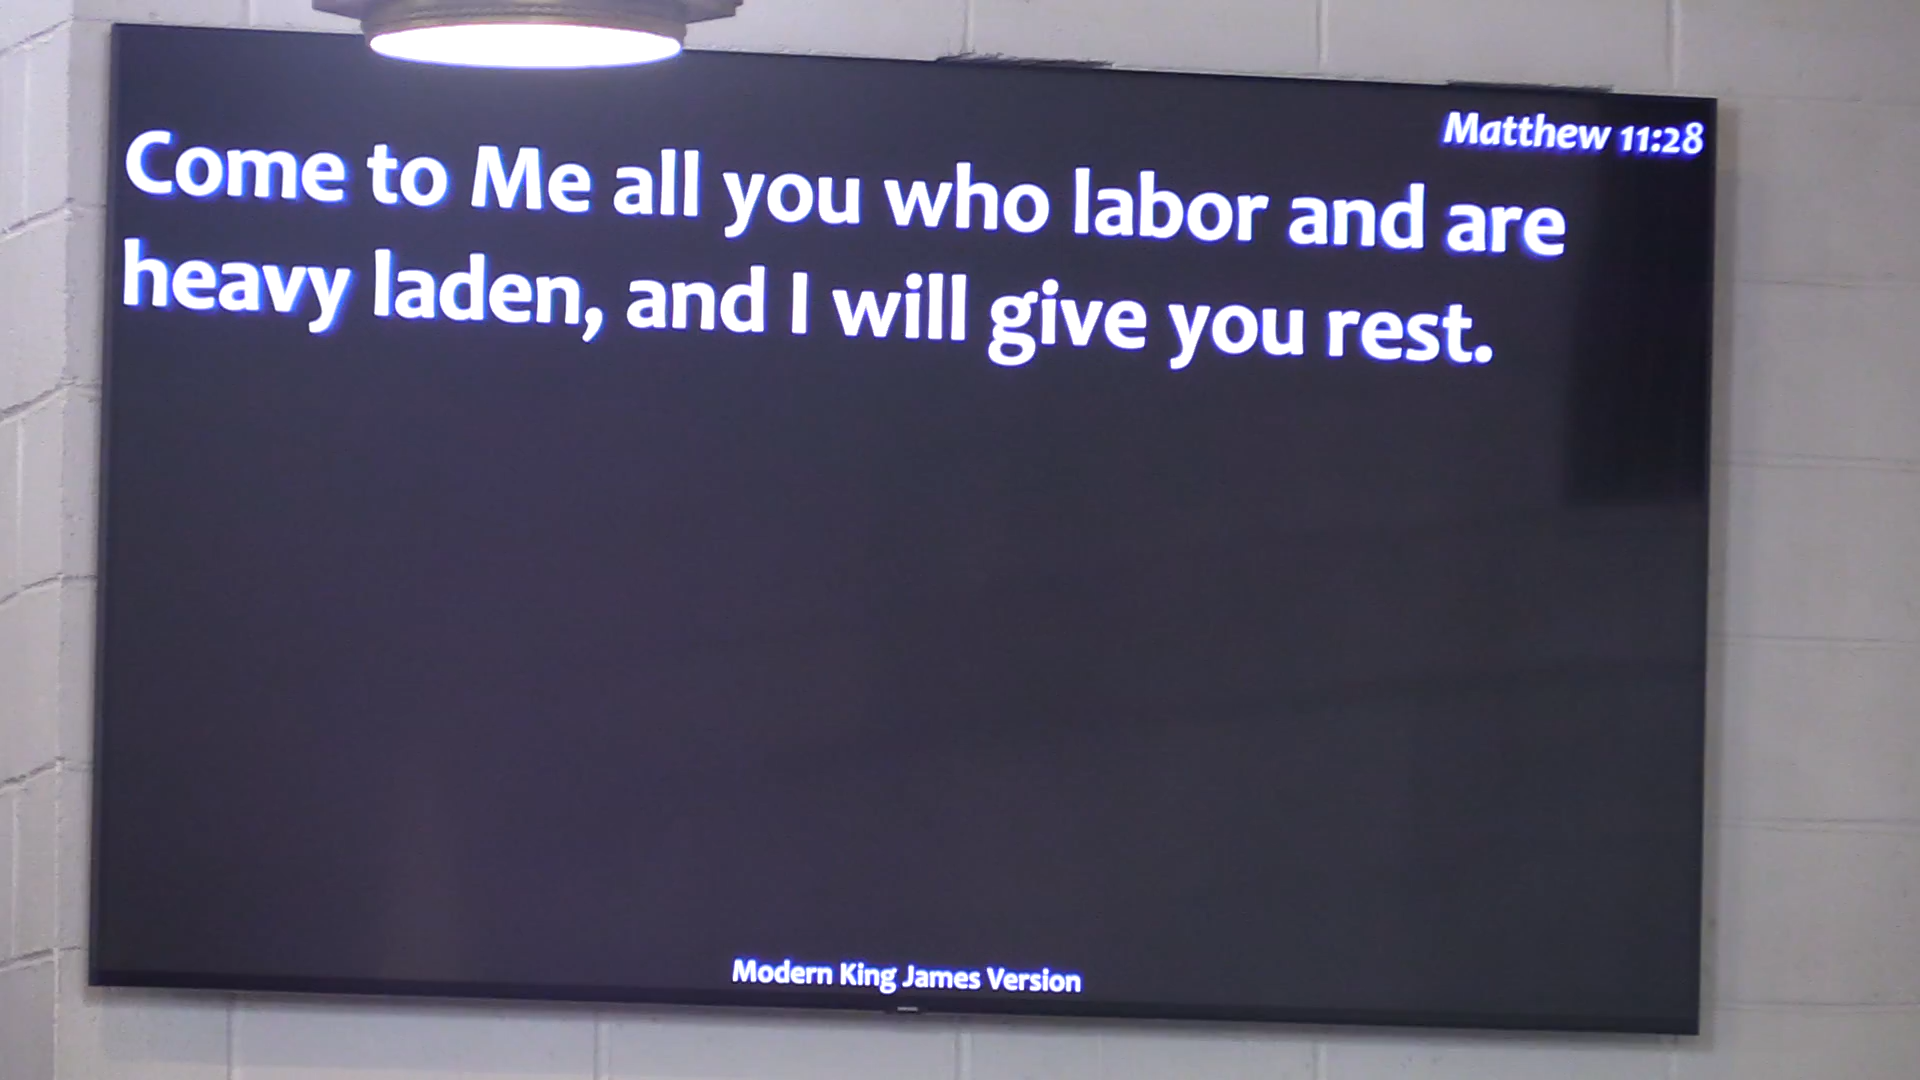 Matthew 11:28
Come to Me all you who labor and are
heavy laden, and I will give you rest.
Modern King James Version